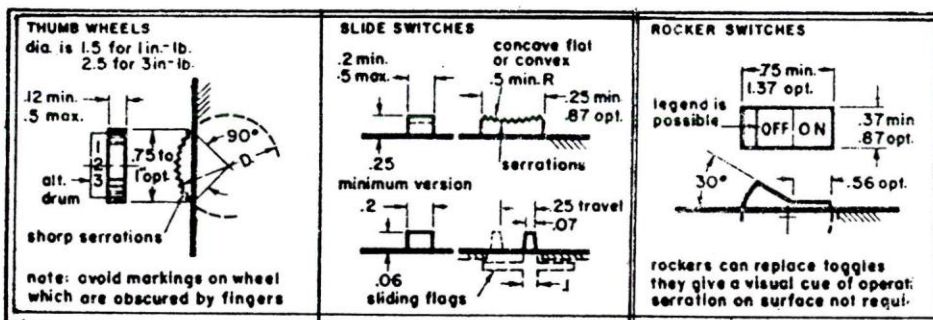 THUMB WHEELS
dia. is 1.5 for 1in.-lb.
2.5 for 3in-lb.
.12 min.
.5 max.
90°
D
1
2
3
.75 to
1 opt.
alt.
drum
sharp serrations
note: avoid markings on wheel
which are obscured by fingers
SLIDE SWITCHES
.2 min.
.5 max.
concave flat
or convex
.5 min. R
.25 min
.87 opt.
.25
serrations
minimum version
.2
.25 travel
.07
.06
sliding flags
ROCKER SWITCHES
.75 min.
1.37 opt.
legend is
possible
OFF
ON
.37 min
.87 opt.
30°
.56 opt.
rockers can replace toggles
they give a visual cue of operati
serration on surface not requi